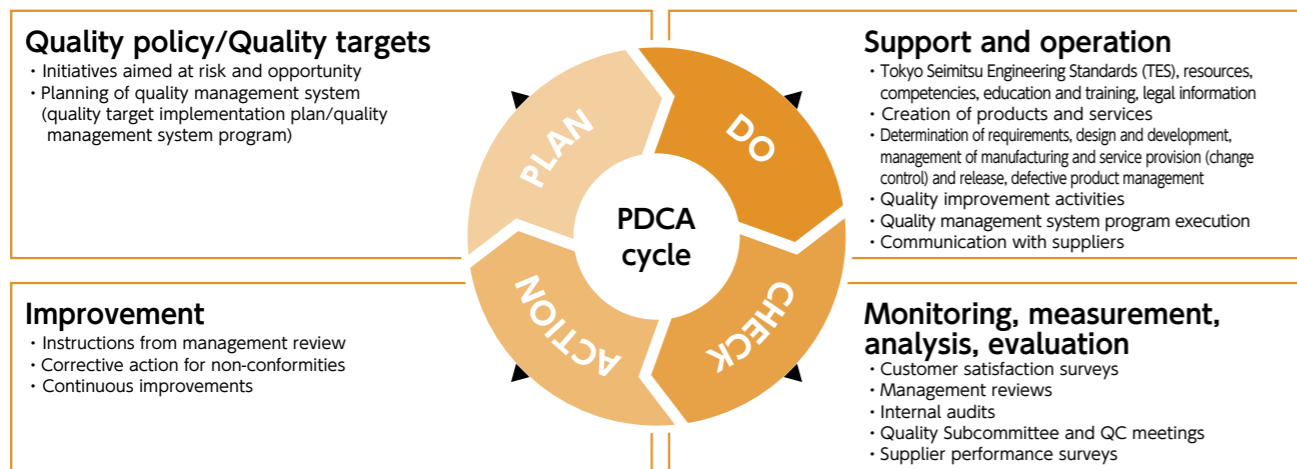 Quality policy/Quality targets
・Initiatives aimed at risk and opportunity
・Planning of quality management system
(quality target implementation plan/quality
management system program)
Support and operation
・Tokyo Seimitsu Engineering Standards (TES), resources,
competencies, education and training, legal information
・Creation of products and services
・Determination of requirements, design and development,
management of manufacturing and service provision (change
control) and release, defective product management
・Quality improvement activities
・Quality management system program execution
・Communication with suppliers
PLAN
DO
PDCA
cycle
ACTION
CHECK
Improvement
・Instructions from management review
・Corrective action for non-conformities
・Continuous improvements
Monitoring, measurement,
analysis, evaluation
・Customer satisfaction surveys
・Management reviews
・Internal audits
・Quality Subcommittee and QC meetings
・Supplier performance surveys